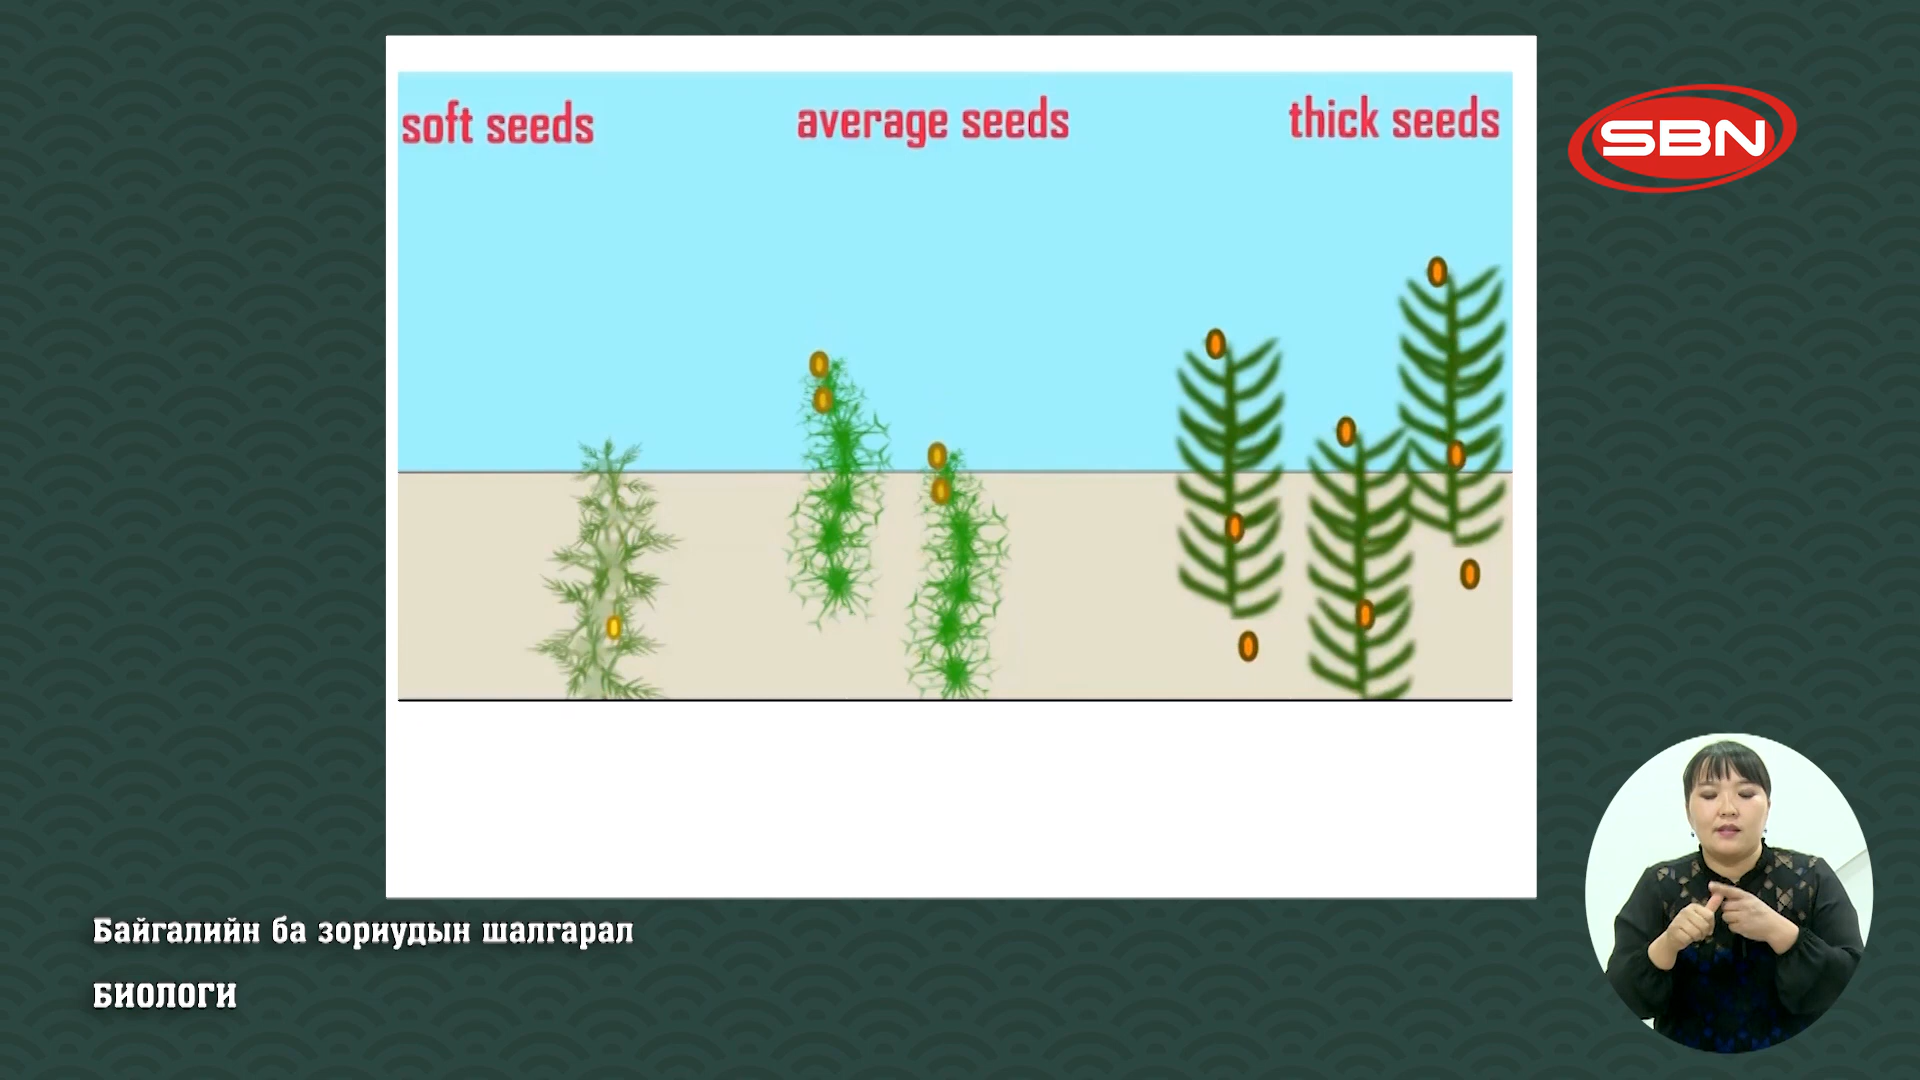 soft seeds
average seeds
thick seeds
SBN
Байгалийн ба зориудын шалгарал
БИОЛОГИ